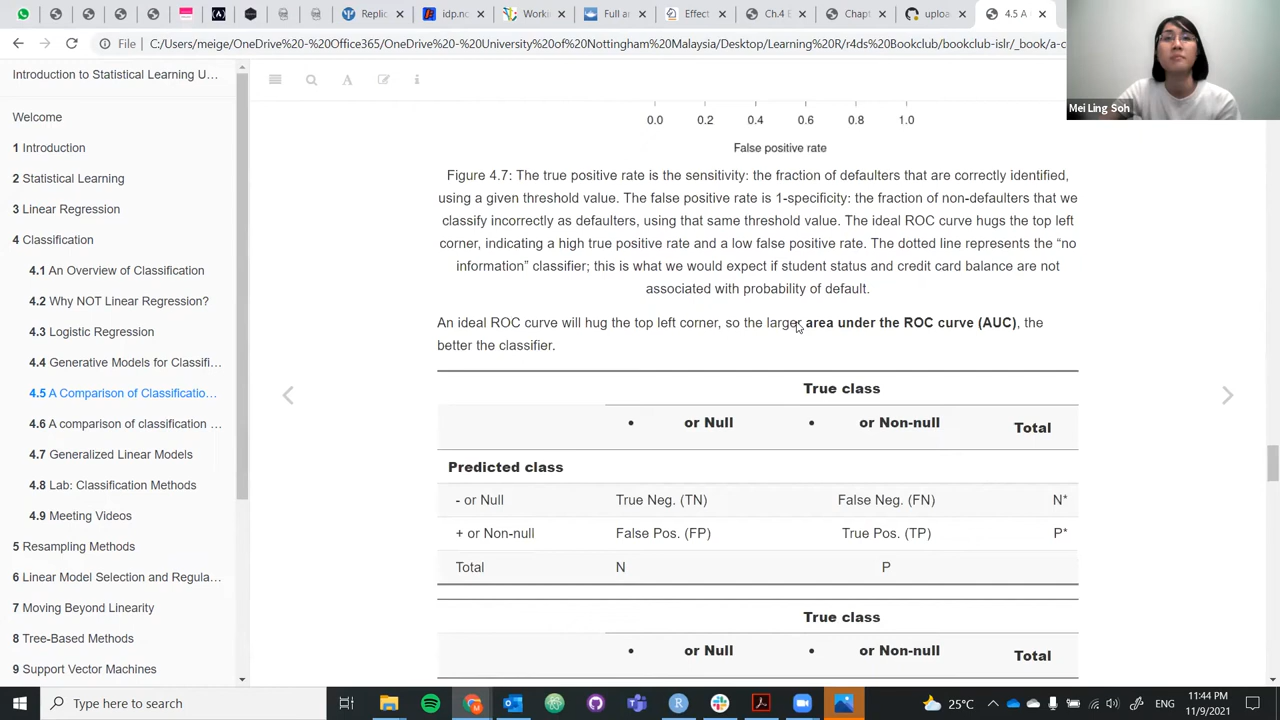 Replic
idp.nc
Work
Full ai
Effect
Ch.4 E
Chapt
uploa
4.5 A
File
C:/Users/meige/OneDrive%20-%20Office365/OneDrive%20-%20University%20of%20Nottingham%20Malaysia/Desktop/Learning%20R/r4ds%20Bookclub/bookclub-islr/_book/a-c
Mei Ling Soh
Introduction to Statistical Learning U...
Welcome
1 Introduction
2 Statistical Learning
3 Linear Regression
4 Classification
4.1 An Overview of Classification
4.2 Why NOT Linear Regression?
4.3 Logistic Regression
4.4 Generative Models for Classifi...
4.5 A Comparison of Classificatio...
4.6 A comparison of classification ...
4.7 Generalized Linear Models
4.8 Lab: Classification Methods
4.9 Meeting Videos
5 Resampling Methods
6 Linear Model Selection and Regula...
7 Moving Beyond Linearity
8 Tree-Based Methods
9 Support Vector Machines
0.0 0.2 0.4 0.6 0.8 1.0
False positive rate
Figure 4.7: The true positive rate is the sensitivity: the fraction of defaulters that are correctly identified,
using a given threshold value. The false positive rate is 1-specificity: the fraction of non-defaulters that we
classify incorrectly as defaulters, using that same threshold value. The ideal ROC curve hugs the top left
corner, indicating a high true positive rate and a low false positive rate. The dotted line represents the “no
information” classifier; this is what we would expect if student status and credit card balance are not
associated with probability of default.
An ideal ROC curve will hug the top left corner, so the larger area under the ROC curve (AUC), the
better the classifier.
True class
• or Null • or Non-null Total
Predicted class
- or Null True Neg. (TN) False Neg. (FN) N*
+ or Non-null False Pos. (FP) True Pos. (TP) P*
Total N P
True class
• or Null • or Non-null Total
Type here to search
25°C
ENG
11:44 PM
11/9/2021